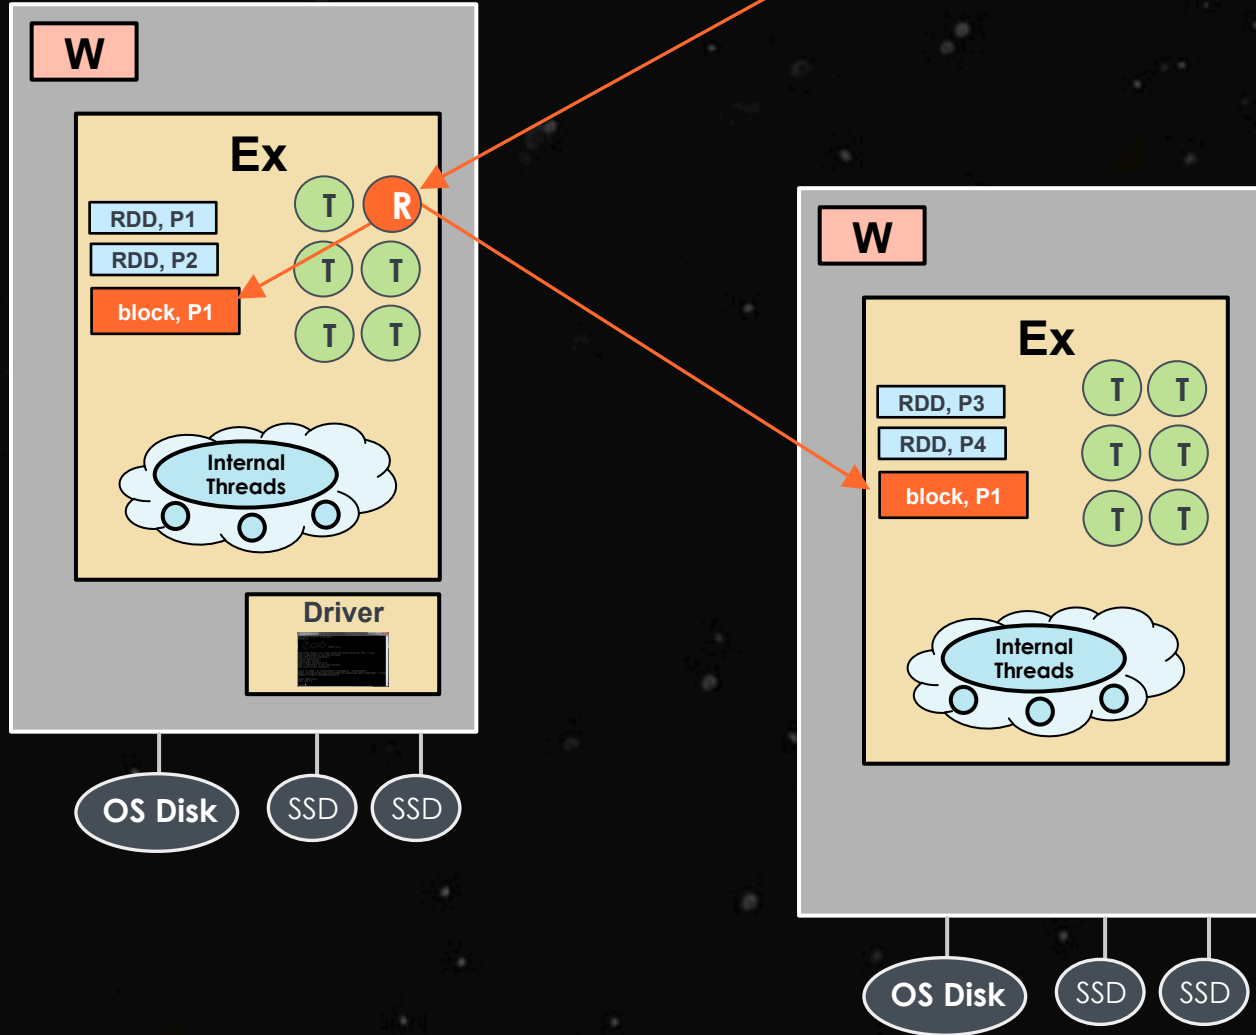 W
Ex
RDD, P1
T R
RDD, P2
T T
block, P1
T T
Internal
Threads
Driver
OS Disk
SSD
SSD
W
Ex
RDD, P3
T T
RDD, P4
T T
block, P1
T T
Internal
Threads
OS Disk
SSD
SSD